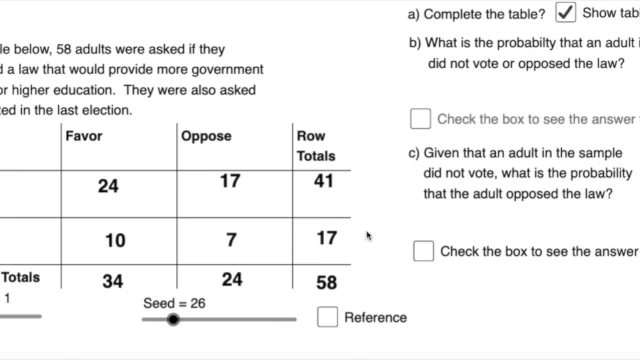 a) Complete the table? Show tab
le below, 58 adults were asked if they
d a law that would provide more government
or higher education. They were also asked
ted in the last election.
b) What is the probabilty that an adult i
did not vote or opposed the law?
Check the box to see the answer
c) Given that an adult in the sample
did not vote, what is the probability
that the adult opposed the law?
Check the box to see the answer
Favor Oppose Row
Totals
24 17 41
10 7 17
Totals 34 24 58
1
Seed = 26
Reference